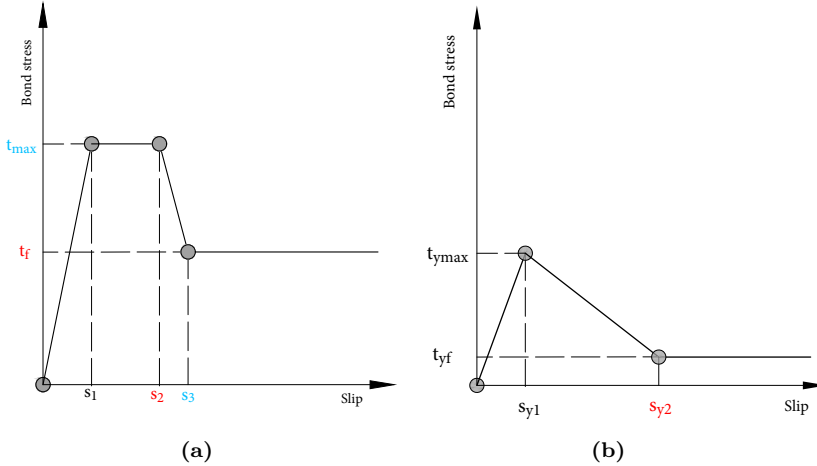 Bond stress
t_max
t_f
s_1
s_2
s_3
Slip
(a)
Bond stress
t_ymax
t_yf
s_y1
s_y2
Slip
(b)